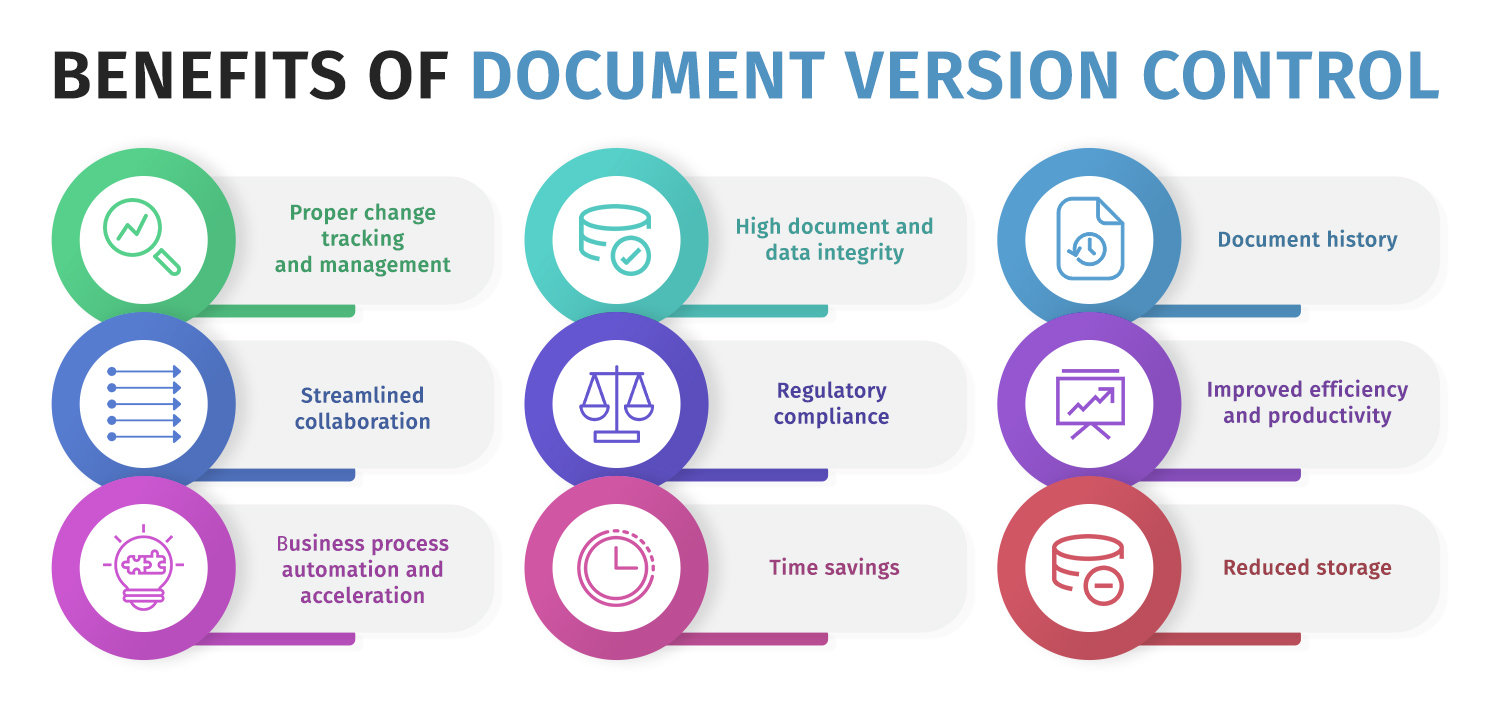 BENEFITS OF DOCUMENT VERSION CONTROL
Proper change
tracking
and management
High document and
data integrity
Document history
Streamlined
collaboration
Regulatory
compliance
Improved efficiency
and productivity
Business process
automation and
acceleration
Time savings
Reduced storage